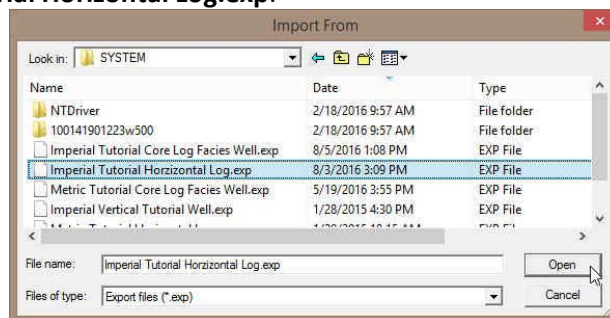 rial Horizontal Log.exp.
Import From
Look in: SYSTEM
Name Date Type
NTDriver 2/18/2016 9:57 AM File folder
100141901223w500 2/18/2016 9:57 AM File folder
Imperial Tutorial Core Log Facies Well.exp 8/5/2016 1:08 PM EXP File
Imperial Tutorial Horzizontal Log.exp 8/3/2016 3:09 PM EXP File
Metric Tutorial Core Log Facies Well.exp 5/19/2016 3:55 PM EXP File
Imperial Vertical Tutorial Well.exp 1/28/2015 4:30 PM EXP File
File name: Imperial Tutorial Horzizontal Log.exp Open
Files of type: Export files (*.exp) Cancel